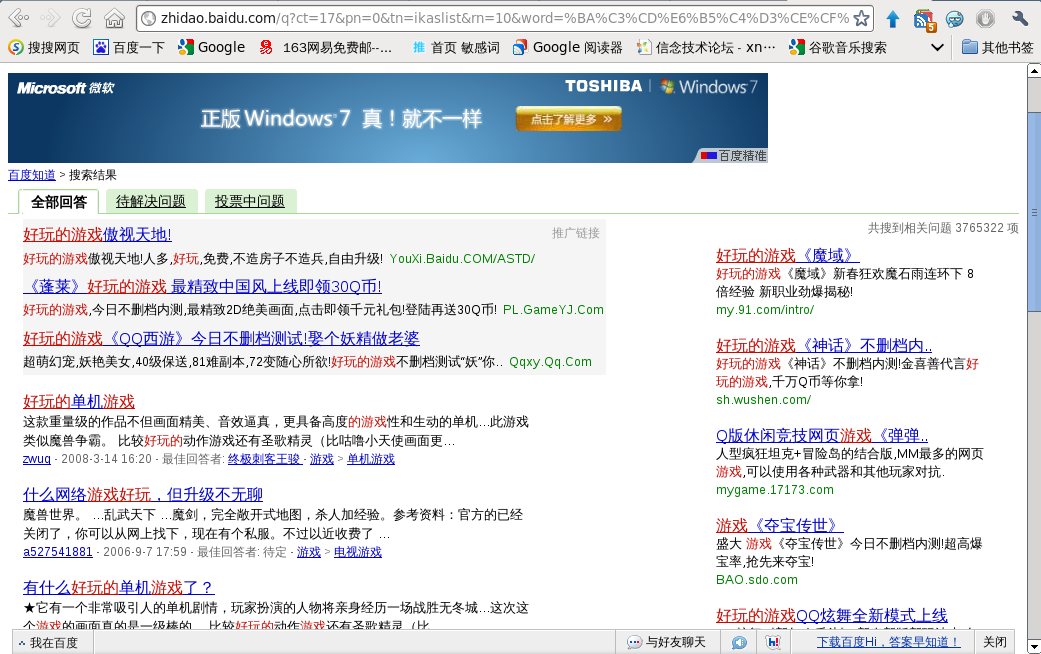 zhidao.baidu.com/q?ct=17&pn=0&tn=ikaslist&rn=10&word=%BA%C3%CD%E6%B5%C4%D3%CE%CF%
5
搜搜网页 百度一下 Google 163网易免费邮--... 首页 敏感词 Google 阅读器 信念技术论坛 - xn... 谷歌音乐搜索 其他书签
Microsoft 微软
TOSHIBA | Windows 7
正版 Windows 7 真！就不一样
点击了解更多 »
百度精准
百度知道 > 搜索结果
全部回答 待解决问题 投票中问题
共搜到相关问题 3765322 项
好玩的游戏傲视天地! 推广链接
好玩的游戏傲视天地!人多,好玩,免费,不造房子不造兵,自由升级! YouXi.Baidu.COM/ASTD/
《蓬莱》好玩的游戏 最精致中国风上线即领30Q币!
好玩的游戏,今日不删档内测,最精致2D绝美画面,点击即领千元礼包!登陆再送30Q币! PL.GameYJ.Com
好玩的游戏《QQ西游》今日不删档测试!娶个妖精做老婆
超萌幻宠,妖艳美女,40级保送,81难副本,72变随心所欲!好玩的游戏不删档测试"妖"你.. Qqxy.Qq.Com
好玩的单机游戏
这款重量级的作品不但画面精美、音效逼真，更具备高度的游戏性和生动的单机...此游戏
类似魔兽争霸。 比较好玩的动作游戏还有圣歌精灵（比咕噜小天使画面更...
zwuq - 2008-3-14 16:20 - 最佳回答者: 终极刺客王骏 - 游戏 > 单机游戏
什么网络游戏好玩，但升级不无聊
魔兽世界。 ...乱武天下 ...魔剑，完全敞开式地图，杀人加经验。参考资料：官方的已经
关闭了，你可以从网上找下，现在有个私服。不过以近收费了 ...
a527541881 - 2006-9-7 17:59 - 最佳回答者: 待定 - 游戏 > 电视游戏
有什么好玩的单机游戏了？
★它有一个非常吸引人的单机剧情，玩家扮演的人物将亲身经历一场战胜无冬城...这次这
个游戏的画面真的是一级棒的 比较好玩的动作游戏还有圣歌精灵（比
好玩的游戏《魔域》
好玩的游戏《魔域》新春狂欢魔石雨连环下 8
倍经验 新职业劲爆揭秘!
my.91.com/intro/
好玩的游戏《神话》不删档内..
好玩的游戏《神话》不删档内测!金喜善代言好
玩的游戏,千万Q币等你拿!
sh.wushen.com/
Q版休闲竞技网页游戏《弹弹..
人型疯狂坦克+冒险岛的结合版,MM最多的网页
游戏,可以使用各种武器和其他玩家对抗.
mygame.17173.com
游戏《夺宝传世》
盛大 游戏《夺宝传世》今日不删档内测!超高爆
宝率,抢先来夺宝!
BAO.sdo.com
好玩的游戏QQ炫舞全新模式上线
我在百度 与好友聊天 下载百度Hi，答案早知道！ 关闭